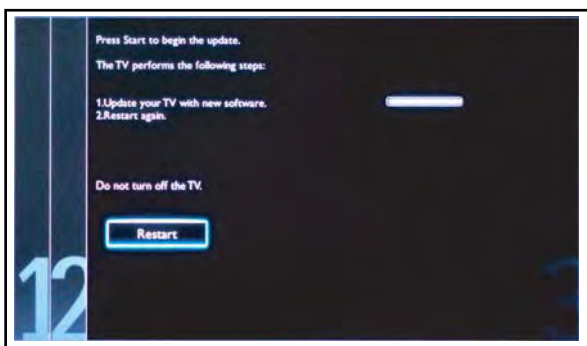 Press Start to begin the update.
The TV performs the following steps:
1.Update your TV with new software.
2.Restart again.
Do not turn off the TV.
Restart
12
3